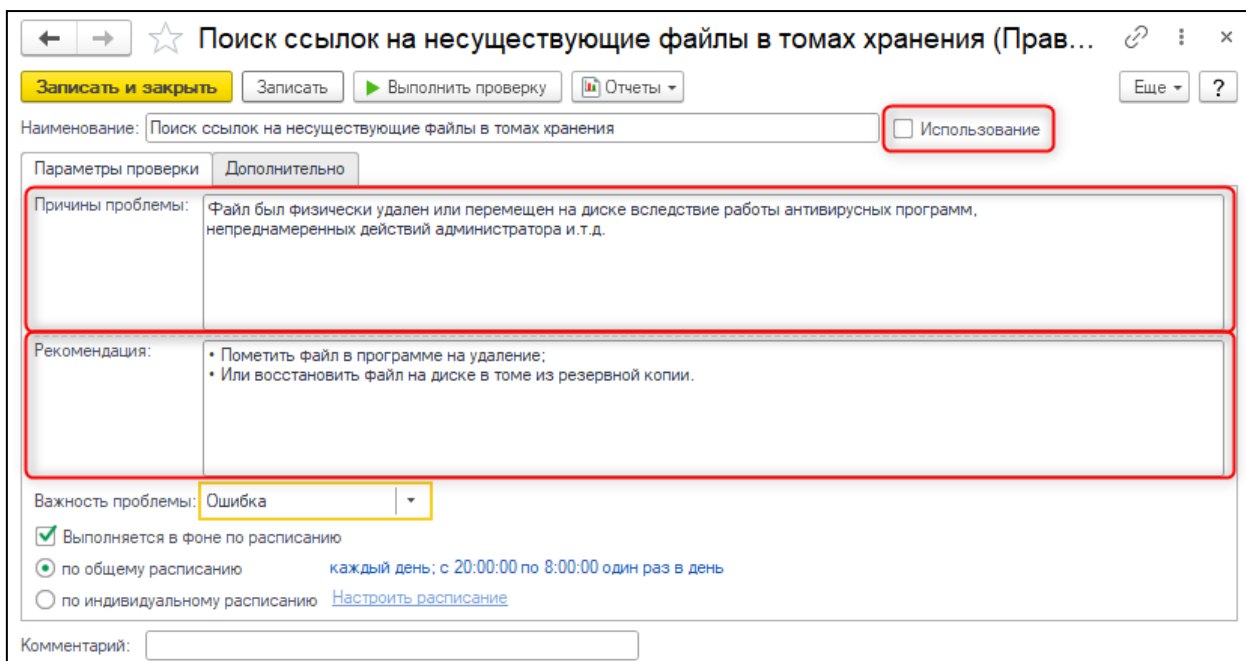 Поиск ссылок на несуществующие файлы в томах хранения (Прав...
Записать и закрыть Записать Выполнить проверку Отчеты Еще ?
Наименование: Поиск ссылок на несуществующие файлы в томах хранения Использование
Параметры проверки Дополнительно
Причины проблемы: Файл был физически удален или перемещен на диске вследствие работы антивирусных программ,
непреднамеренных действий администратора и.т.д.
Рекомендация: • Пометить файл в программе на удаление;
• Или восстановить файл на диске в томе из резервной копии.
Важность проблемы: Ошибка
Выполняется в фоне по расписанию
по общему расписанию каждый день; с 20:00:00 по 8:00:00 один раз в день
по индивидуальному расписанию Настроить расписание
Комментарий: